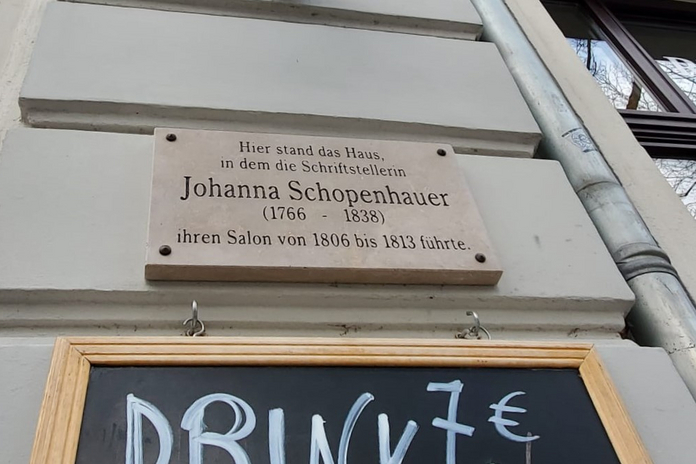 Hier stand das Haus,
in dem die Schriftstellerin
Johanna Schopenhauer
(1766 - 1838)
ihren Salon von 1806 bis 1813 führte.
DRINK 7 €